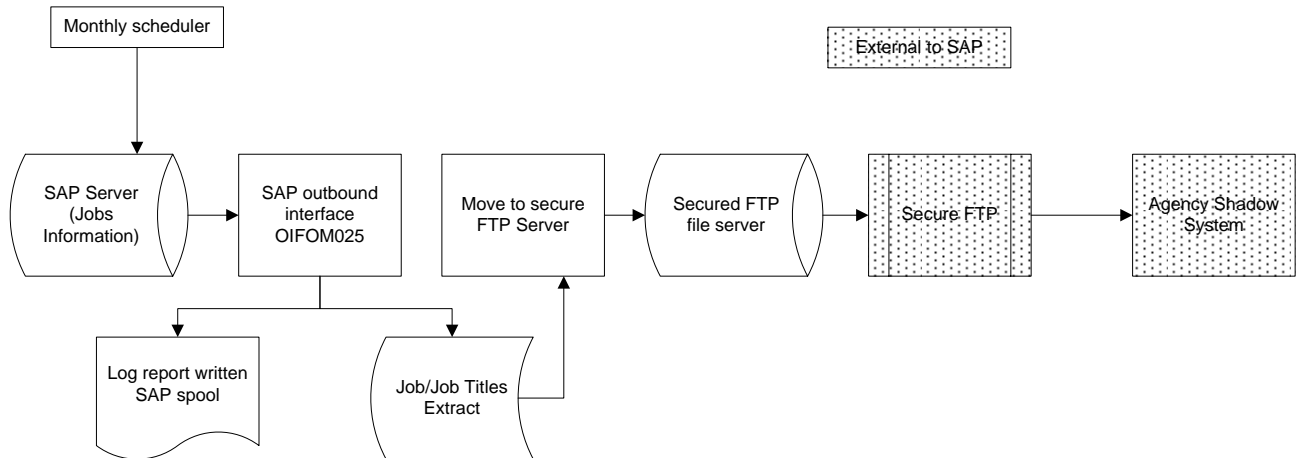 Monthly scheduler
External to SAP
SAP Server
(Jobs
Information)
SAP outbound
interface
OIFOM025
Move to secure
FTP Server
Secured FTP
file server
Secure FTP
Agency Shadow
System
Log report written
SAP spool
Job/Job Titles
Extract